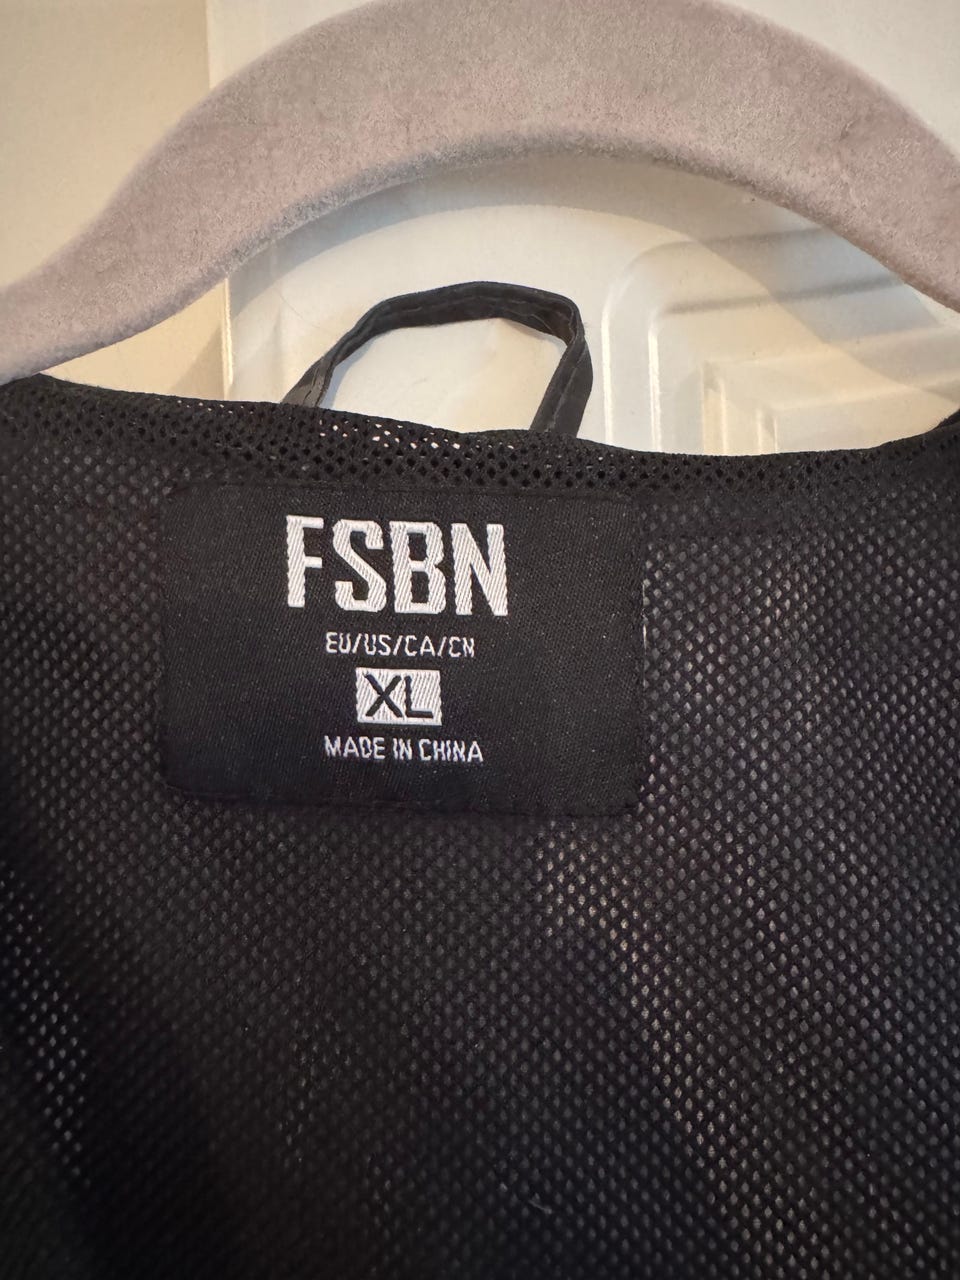 FSBN
EU/US/CA/CN
XL
MADE IN CHINA